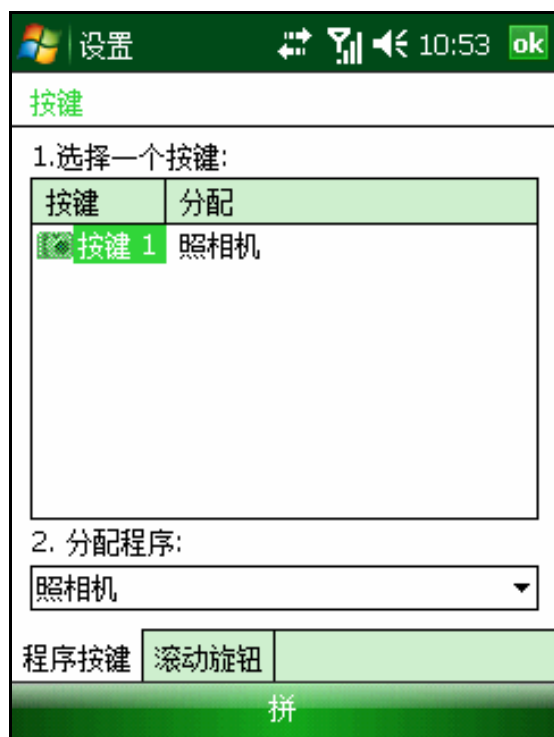 设置 10:53 ok
按键
1.选择一个按键:
按键 分配
按键 1 照相机
2. 分配程序:
照相机
程序按键 滚动旋钮
拼